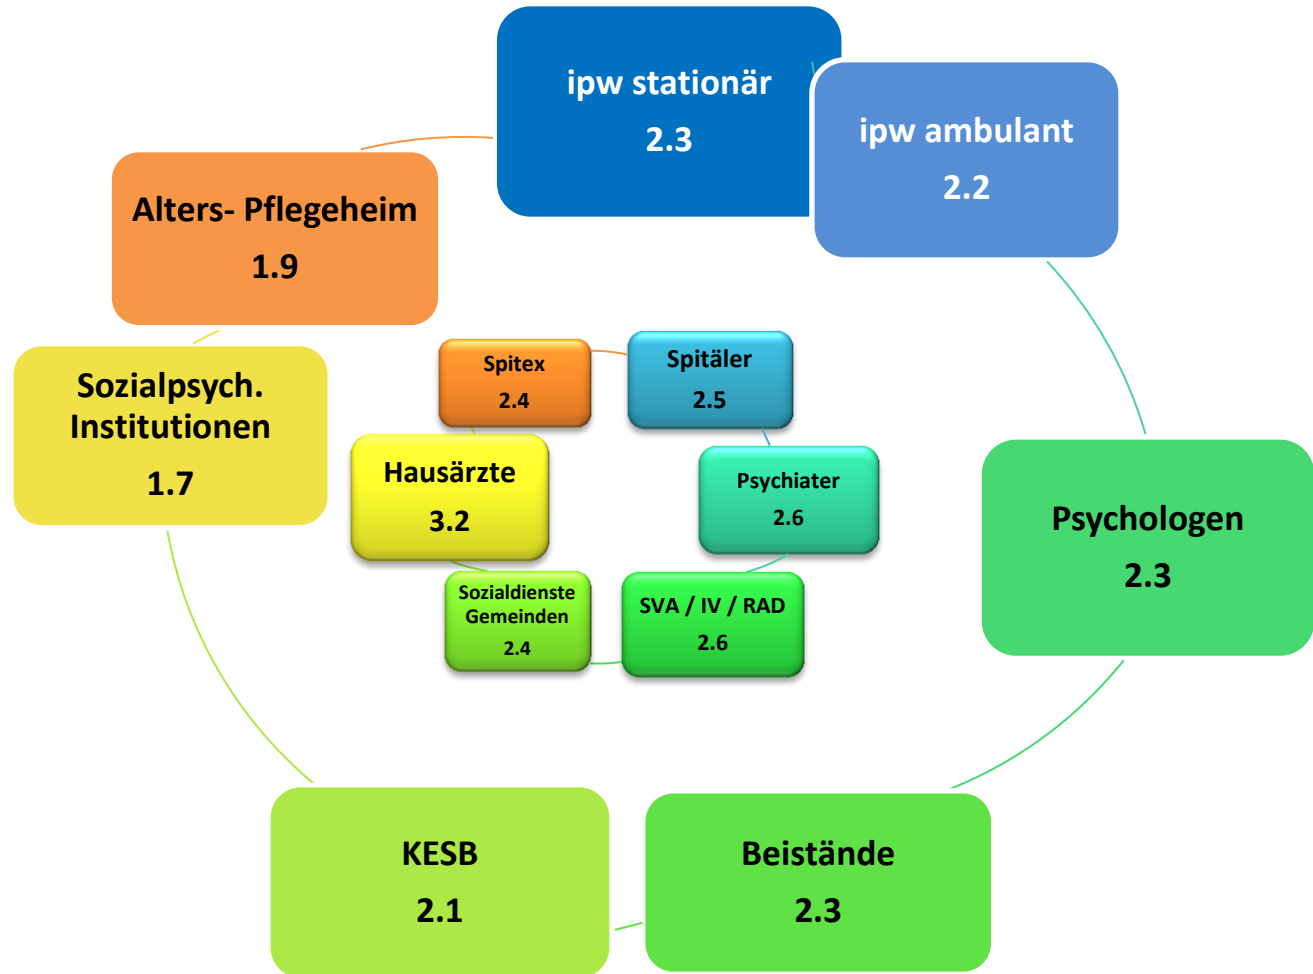 ipw stationär
2.3
ipw ambulant
2.2
Alters- Pflegeheim
1.9
Sozialpsych.
Institutionen
1.7
Spitex
2.4
Spitäler
2.5
Hausärzte
3.2
Psychiater
2.6
Sozialdienste
Gemeinden
2.4
SVA / IV / RAD
2.6
Psychologen
2.3
KESB
2.1
Beistände
2.3